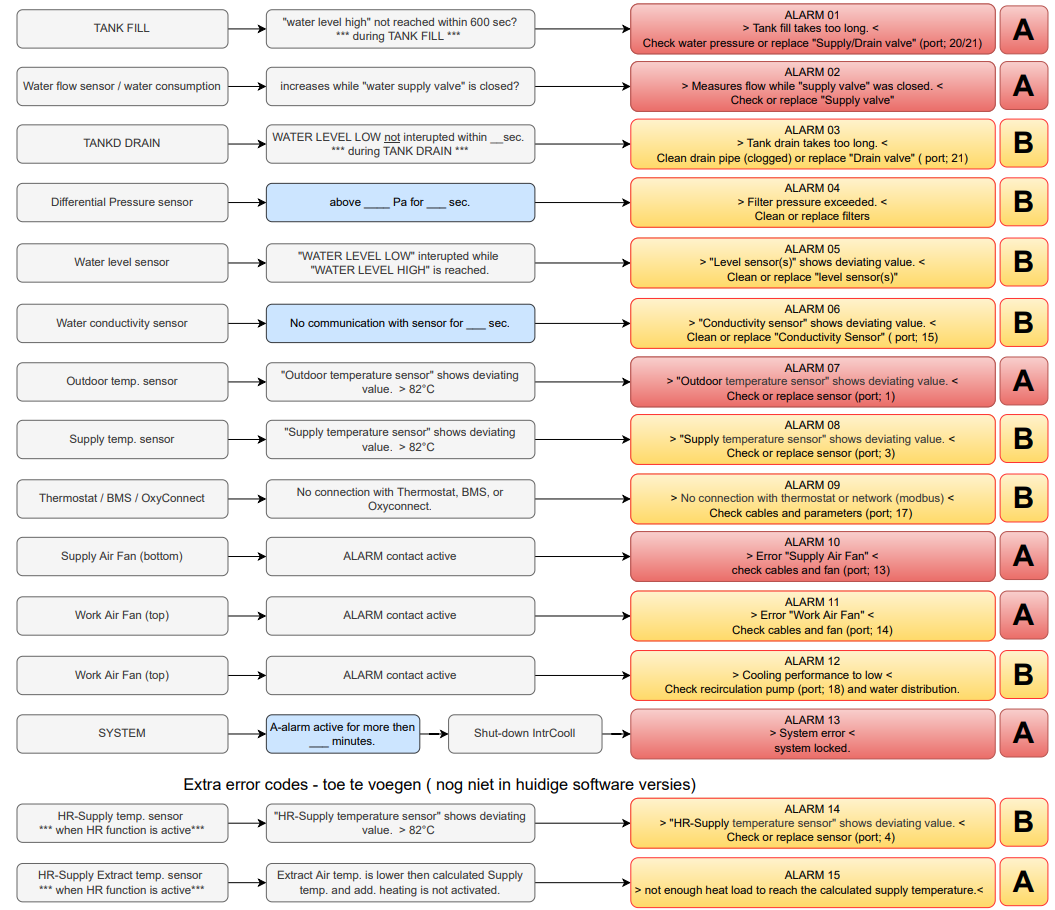 TANK FILL
"water level high" not reached within 600 sec?
*** during TANK FILL ***
ALARM 01
> Tank fill takes too long. <
Check water pressure or replace "Supply/Drain valve" (port; 20/21)
A
Water flow sensor / water consumption
increases while "water supply valve" is closed?
ALARM 02
> Measures flow while "supply valve" was closed. <
Check or replace "Supply valve"
A
TANKD DRAIN
WATER LEVEL LOW not interupted within __sec.
*** during TANK DRAIN ***
ALARM 03
> Tank drain takes too long. <
Clean drain pipe (clogged) or replace "Drain valve" ( port; 21)
B
Differential Pressure sensor
above ____ Pa for ___ sec.
ALARM 04
> Filter pressure exceeded. <
Clean or replace filters
B
Water level sensor
"WATER LEVEL LOW" interupted while
"WATER LEVEL HIGH" is reached.
ALARM 05
> "Level sensor(s)" shows deviating value. <
Clean or replace "level sensor(s)"
B
Water conductivity sensor
No communication with sensor for ___ sec.
ALARM 06
> "Conductivity sensor" shows deviating value. <
Clean or replace "Conductivity Sensor" ( port; 15)
B
Outdoor temp. sensor
"Outdoor temperature sensor" shows deviating
value.  > 82°C
ALARM 07
> "Outdoor temperature sensor" shows deviating value. <
Check or replace sensor (port; 1)
A
Supply temp. sensor
"Supply temperature sensor" shows deviating
value.  > 82°C
ALARM 08
> "Supply temperature sensor" shows deviating value. <
Check or replace sensor (port; 3)
B
Thermostat / BMS / OxyConnect
No connection with Thermostat, BMS, or
Oxyconnect.
ALARM 09
> No connection with thermostat or network (modbus) <
Check cables and parameters (port; 17)
B
Supply Air Fan (bottom)
ALARM contact active
ALARM 10
> Error "Supply Air Fan" <
check cables and fan (port; 13)
A
Work Air Fan (top)
ALARM contact active
ALARM 11
> Error "Work Air Fan" <
Check cables and fan (port; 14)
A
Work Air Fan (top)
ALARM contact active
ALARM 12
> Cooling performance to low <
Check recirculation pump (port; 18) and water distribution.
B
SYSTEM
A-alarm active for more then
___ minutes.
Shut-down IntrCooll
ALARM 13
> System error <
system locked.
A
Extra error codes - toe te voegen ( nog niet in huidige software versies)
HR-Supply temp. sensor
*** when HR function is active***
"HR-Supply temperature sensor" shows deviating
value.  > 82°C
ALARM 14
> "HR-Supply temperature sensor" shows deviating value. <
Check or replace sensor (port; 4)
B
HR-Supply Extract temp. sensor
*** when HR function is active***
Extract Air temp. is lower then calculated Supply
temp. and add. heating is not activated.
ALARM 15
> not enough heat load to reach the calculated supply temperature.<
A